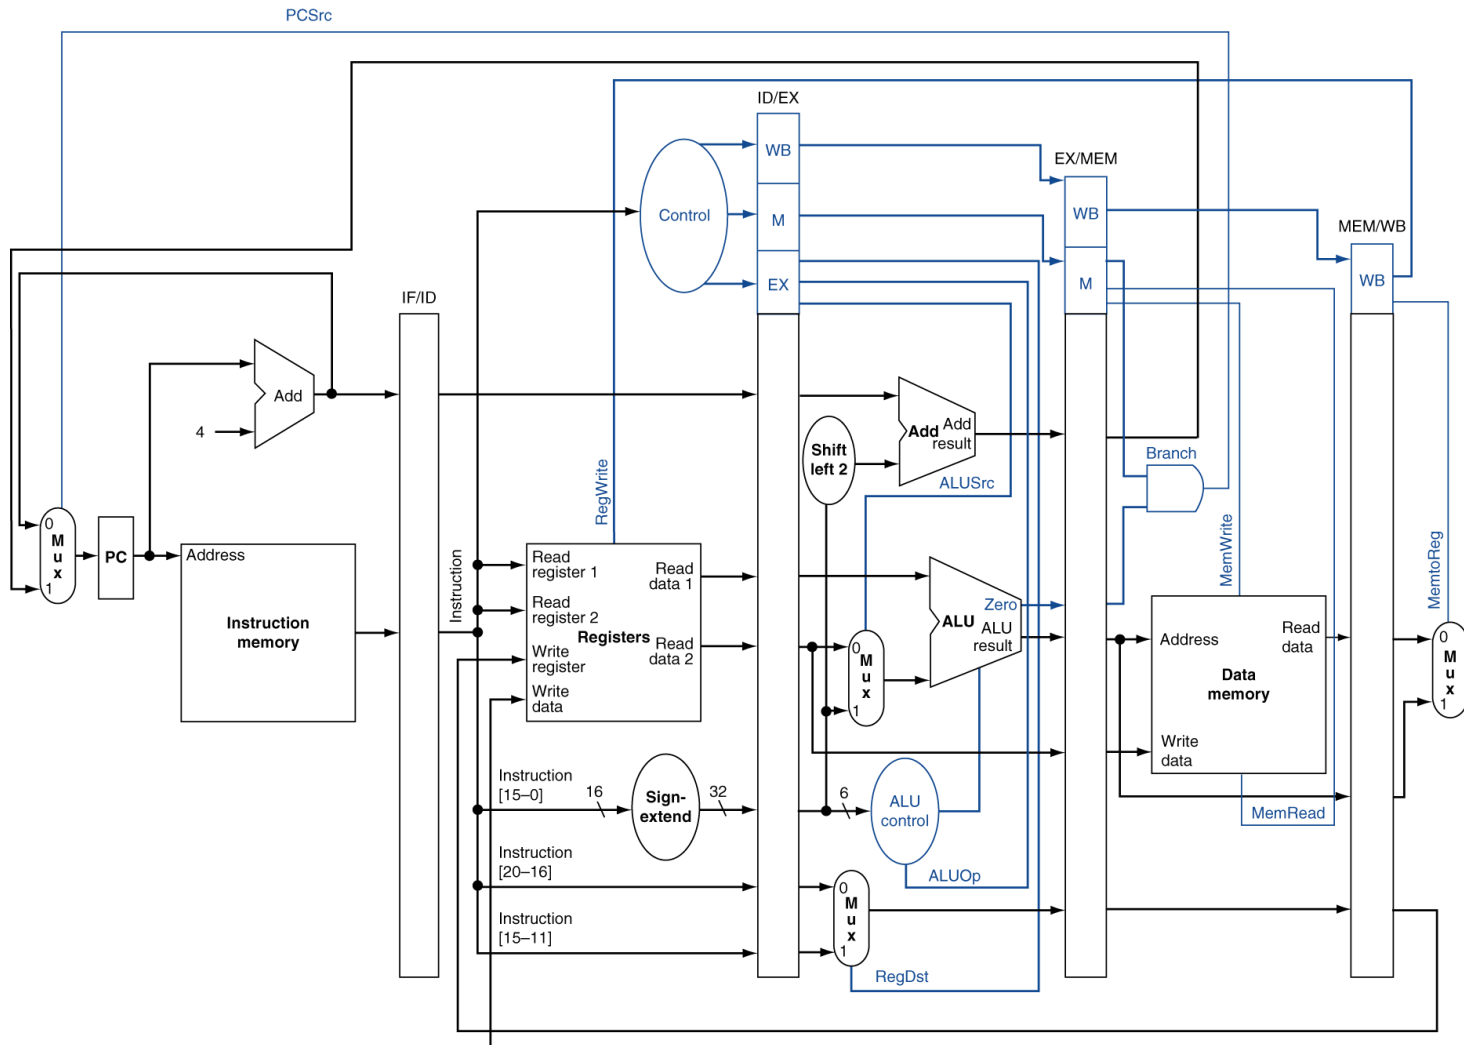 PCSrc
ID/EX
WB
EX/MEM
Control
M
WB
MEM/WB
EX
M
WB
IF/ID
Add
4
Add
Add
result
Shift
left 2
Branch
ALUSrc
RegWrite
MemWrite
MemtoReg
0
M
u
x
1
PC
Address
Instruction
memory
Instruction
Read
register 1
Read
data 1
Read
register 2
Registers
Write
register
Read
data 2
Write
data
Zero
ALU
ALU
result
0
M
u
x
1
Address
Read
data
Data
memory
Write
data
0
M
u
x
1
Instruction
[15–0]
16
Sign-
extend
32
6
ALU
control
MemRead
Instruction
[20–16]
ALUOp
0
M
u
x
1
Instruction
[15–11]
RegDst